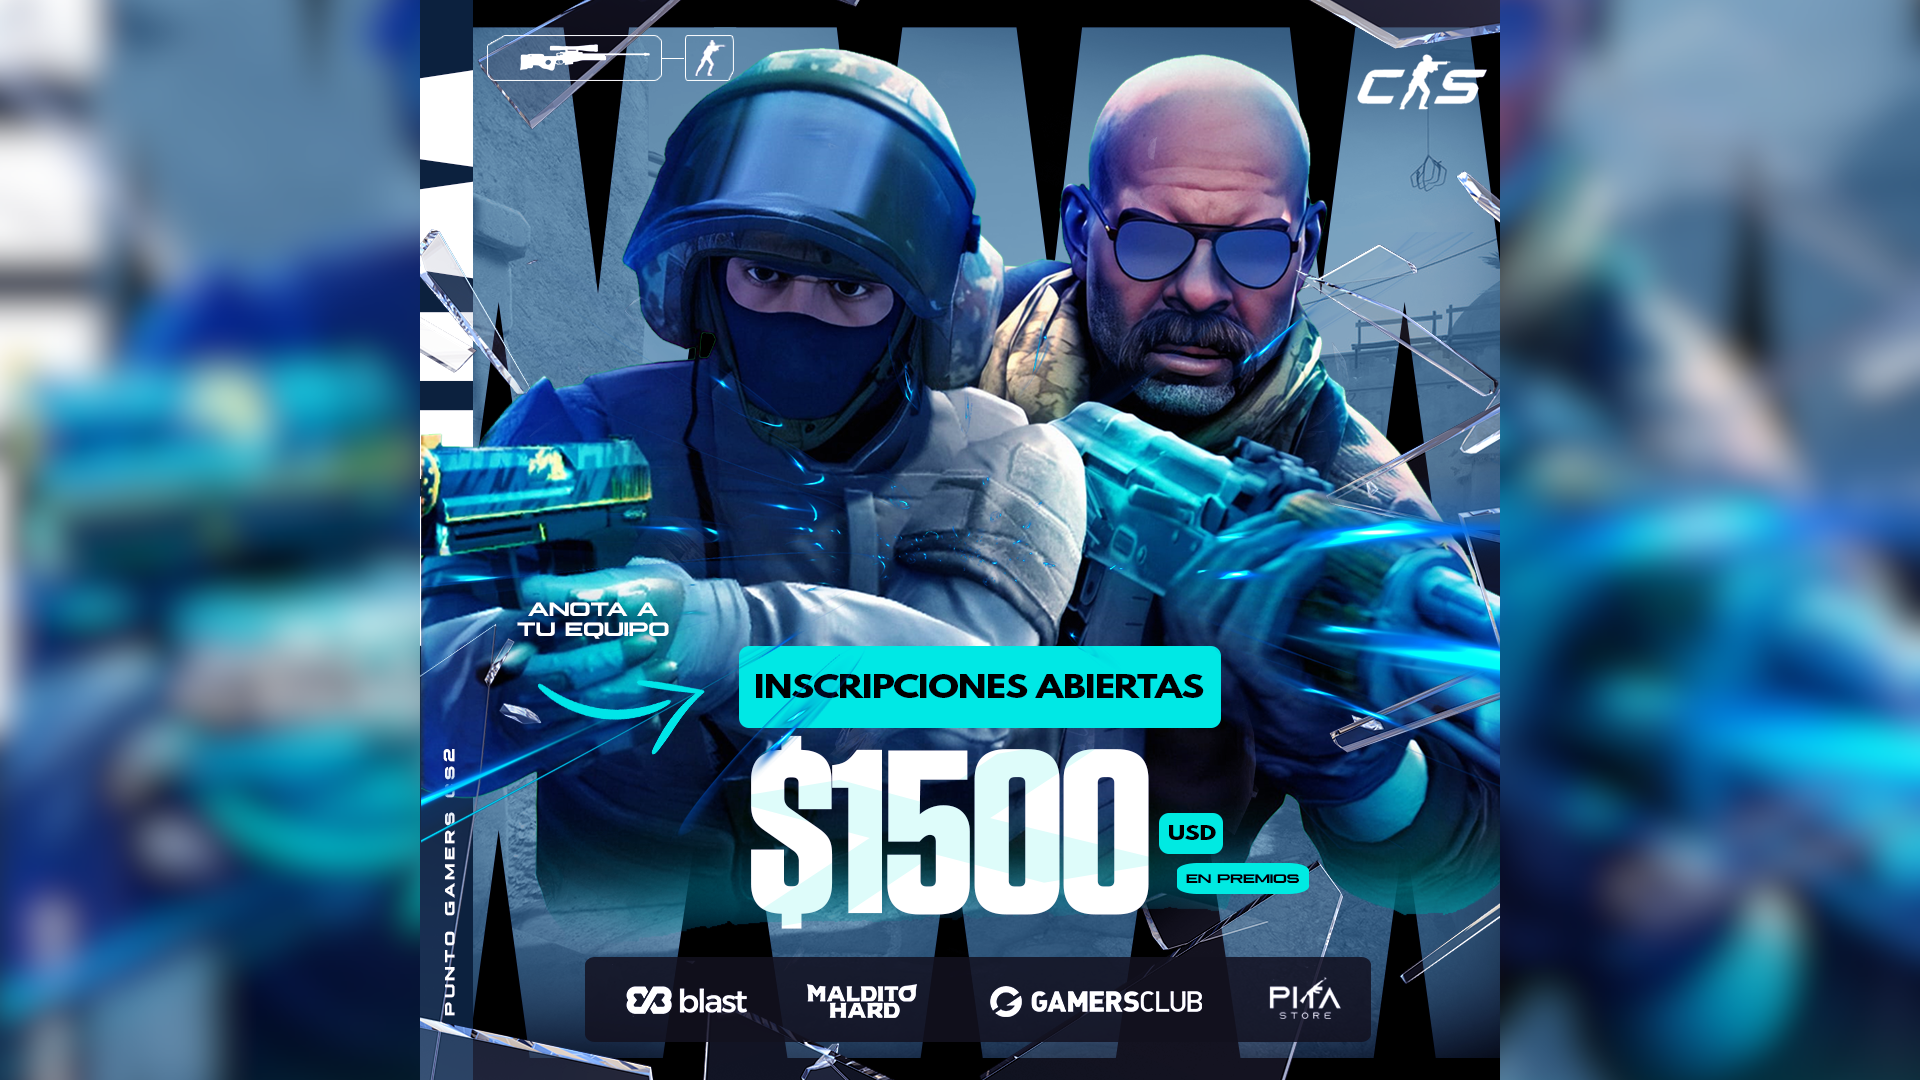 CS
ANOTA A
TU EQUIPO
INSCRIPCIONES ABIERTAS
$1500
USD
EN PREMIOS
PUNTO GAMERS CS2
blast
MALDITO
HARD
GAMERSCLUB
PITA
STORE